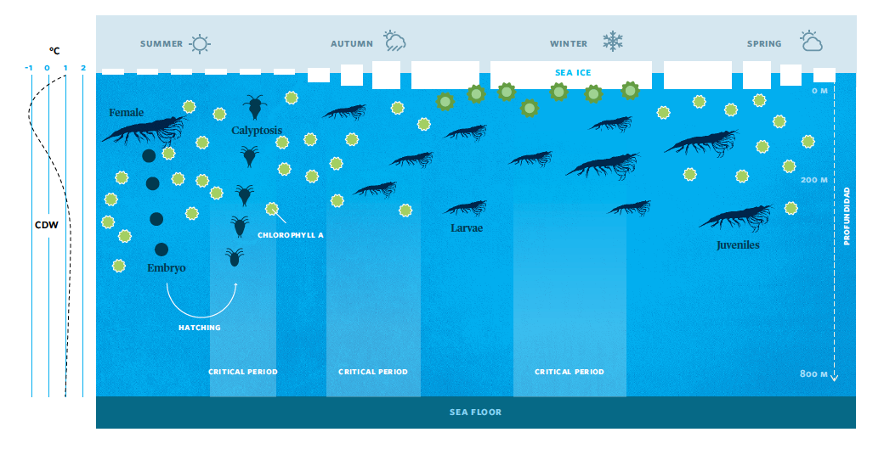 SUMMER
AUTUMN
WINTER
SPRING
°C
-1 0 1 2
SEA ICE
0 M
Female
Calyptosis
200 M
PROFUNDIDAD
CDW
CHLOROPHYLL A
Larvae
Juveniles
Embryo
HATCHING
CRITICAL PERIOD
CRITICAL PERIOD
CRITICAL PERIOD
800 M
SEA FLOOR